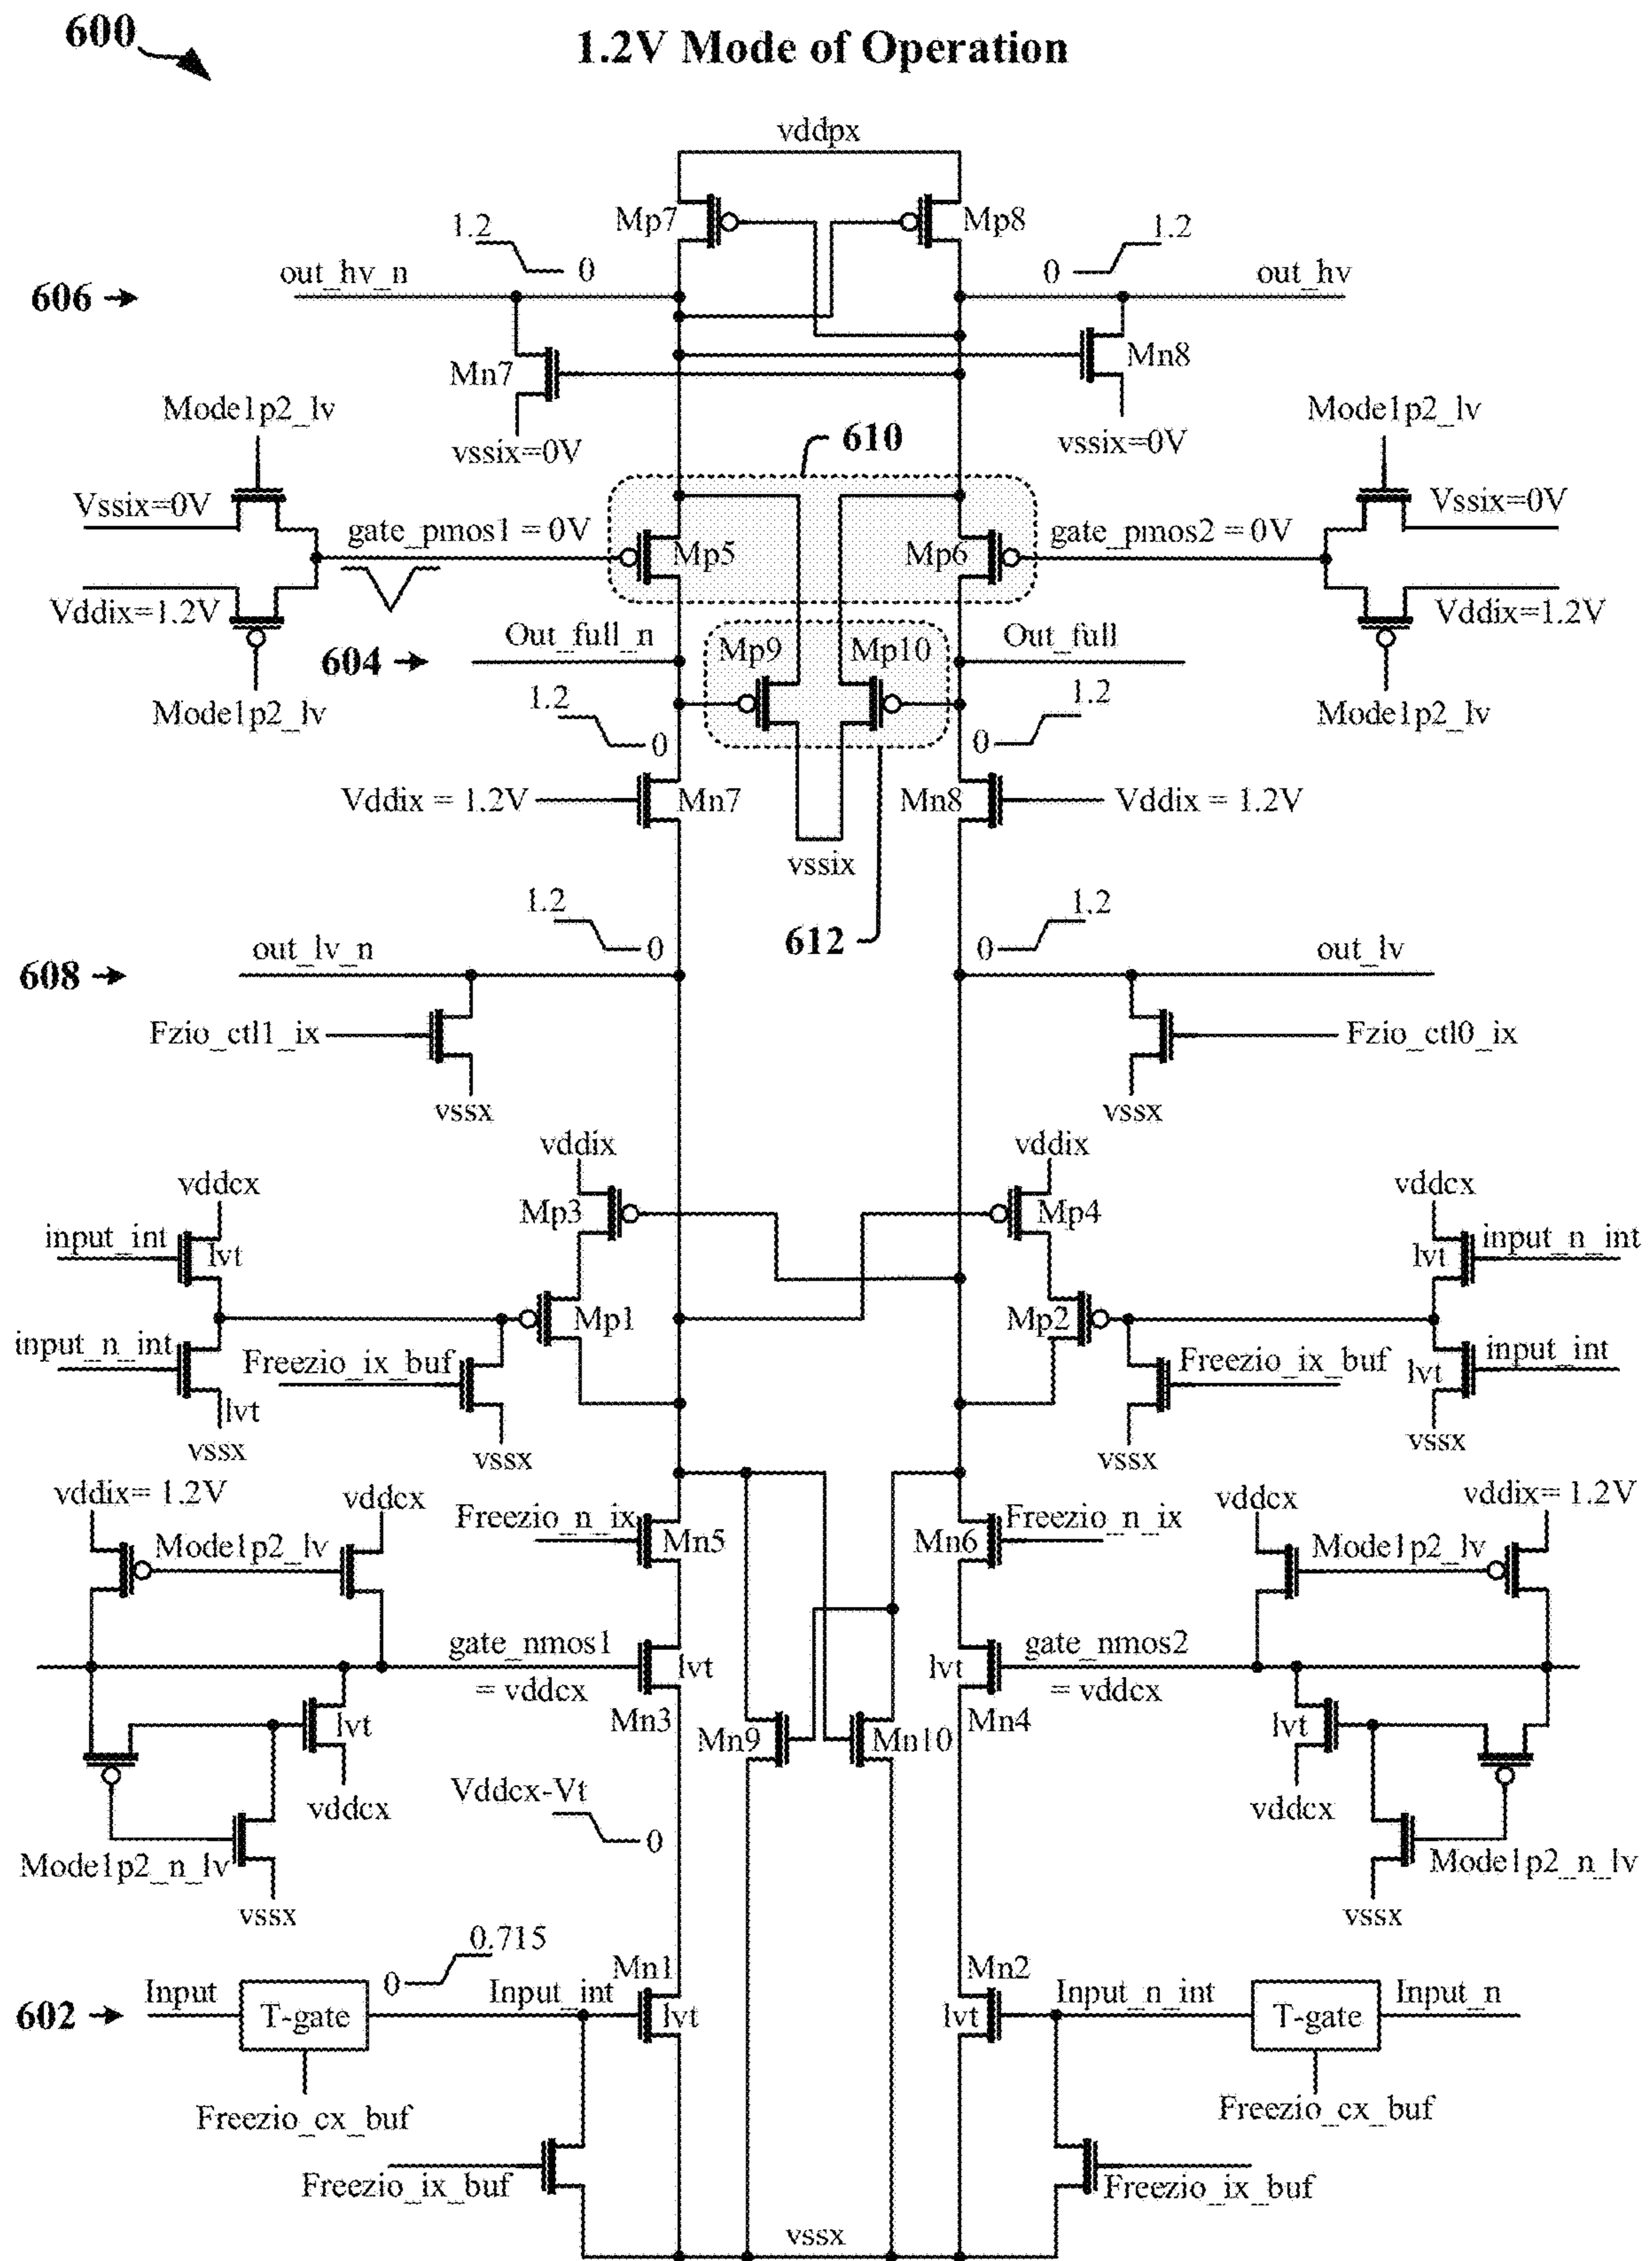 600
1.2V Mode of Operation
vddpx
Mp7
Mp8
1.2
0
0
1.2
out_hv_n
out_hv
606
Mn7
Mn8
Mode1p2_lv
Mode1p2_lv
vssix=0V
vssix=0V
610
Vssix=0V
Vssix=0V
gate_pmos1 = 0V
Mp5
Mp6
gate_pmos2 = 0V
Vddix=1.2V
Vddix=1.2V
604
Out_full_n
Mp9
Mp10
Out_full
Mode1p2_lv
Mode1p2_lv
1.2
0
0
1.2
Vddix = 1.2V
Mn7
Mn8
Vddix = 1.2V
vssix
612
1.2
0
0
1.2
608
out_lv_n
out_lv
Fzio_ctl1_ix
Fzio_ctl0_ix
vssx
vssx
vddix
vddix
vddcx
vddcx
Mp3
Mp4
input_int
lvt
lvt
input_n_int
Mp1
Mp2
input_n_int
lvt
Freezio_ix_buf
Freezio_ix_buf
lvt
input_int
vssx
vssx
vssx
vssx
vddix= 1.2V
vddcx
vddcx
vddix= 1.2V
Mode1p2_lv
Freezio_n_ix
Mn5
Mn6
Freezio_n_ix
Mode1p2_lv
gate_nmos1
= vddcx
lvt
lvt
gate_nmos2
= vddcx
Mn3
Mn4
lvt
Mn9
Mn10
lvt
vddcx
vddcx
Vddcx-Vt
0
Mode1p2_n_lv
Mode1p2_n_lv
vssx
vssx
602
Input
T-gate
0
0.715
Input_int
Mn1
lvt
Mn2
lvt
Input_n_int
T-gate
Input_n
Freezio_cx_buf
Freezio_cx_buf
Freezio_ix_buf
Freezio_ix_buf
vssx